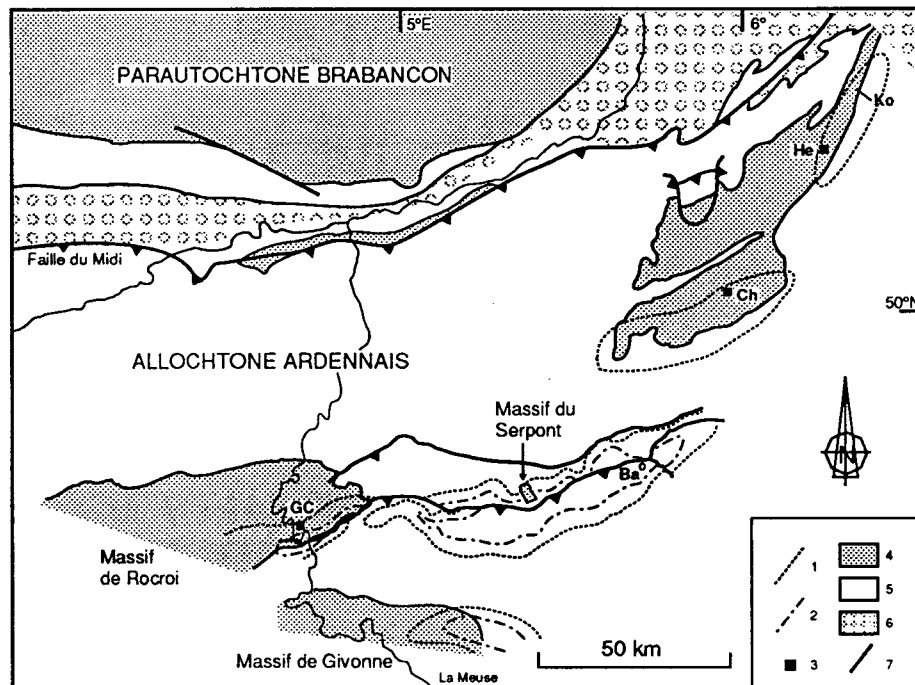 5°E
6°
PARAUTOCHTONE BRABANCON
Ko
He
Faille du Midi
Ch
50°N
ALLOCHTONE ARDENNAIS
Massif du
Serpont
N
Ba
GC
Massif
de Rocroi
1
4
2
5
3
6
7
50 km
Massif de Givonne
La Meuse